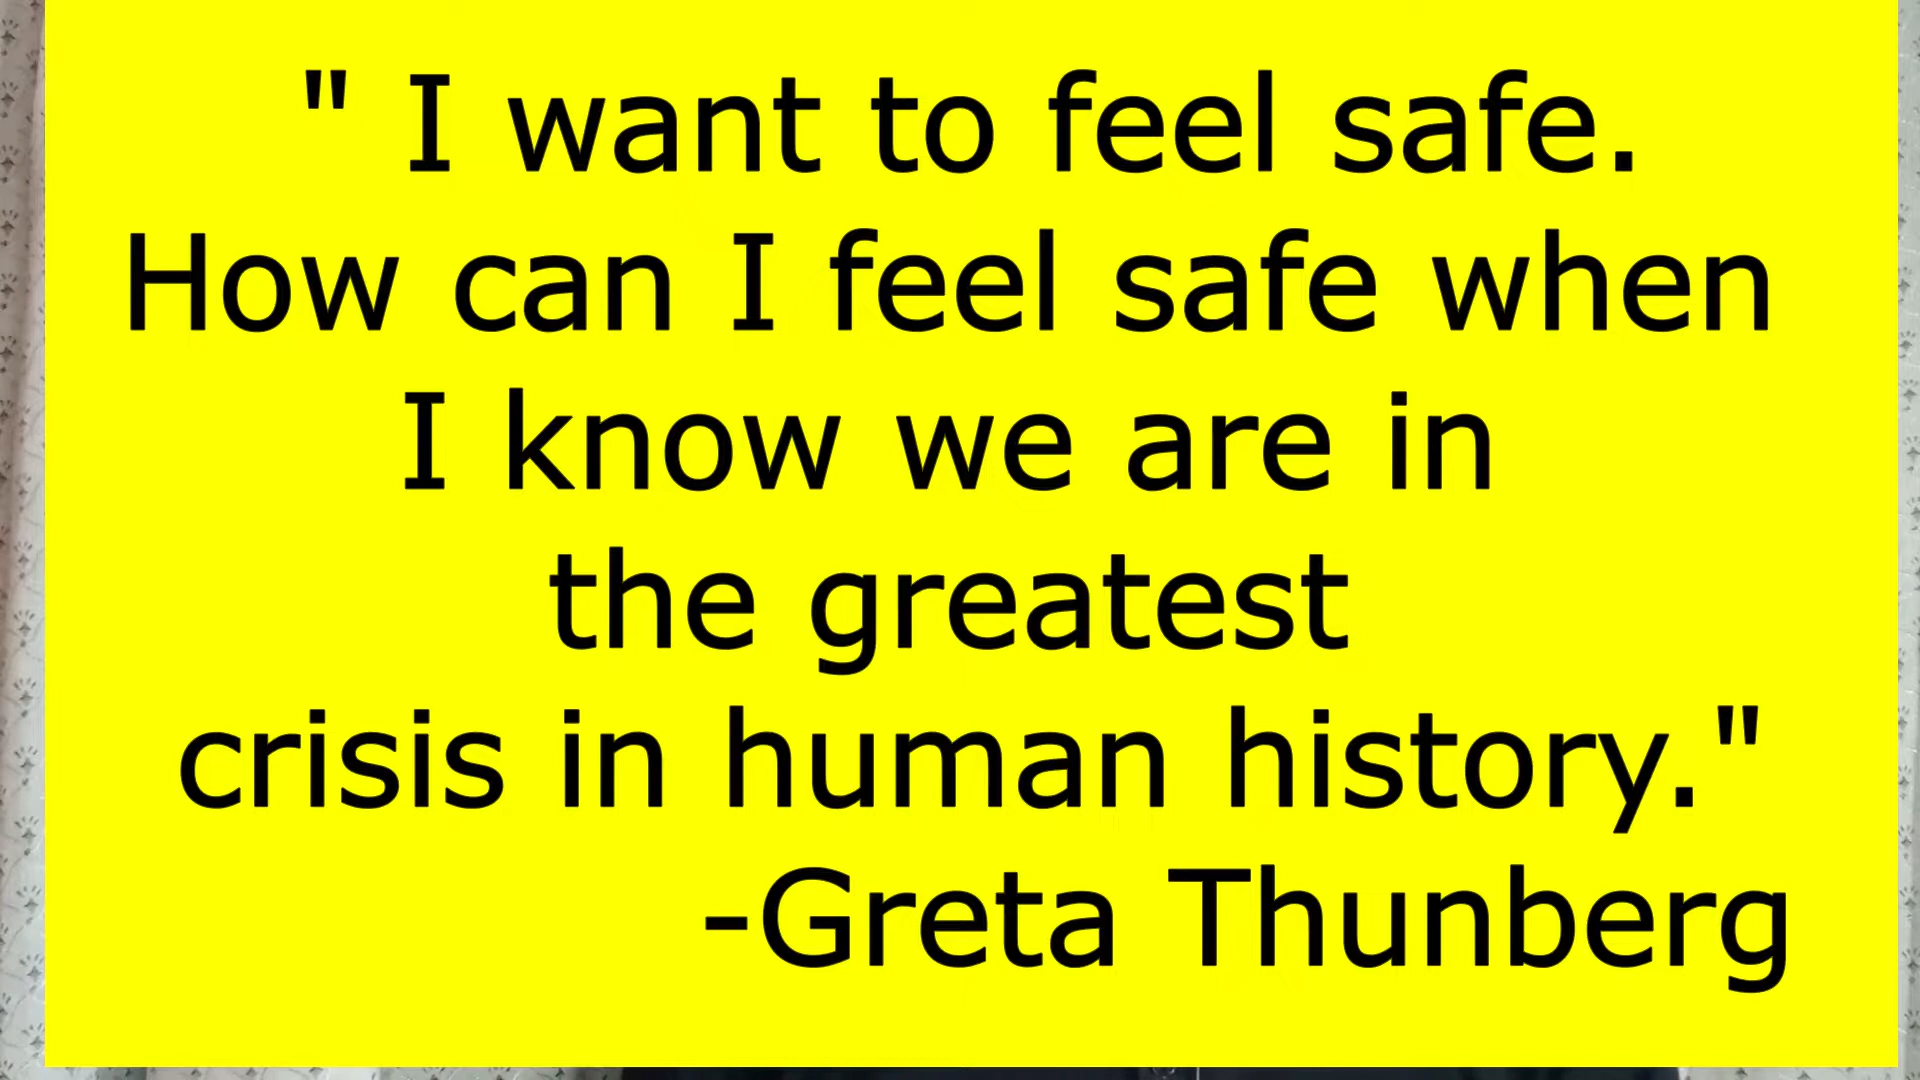 " I want to feel safe.
How can I feel safe when
I know we are in
the greatest
crisis in human history."
-Greta Thunberg